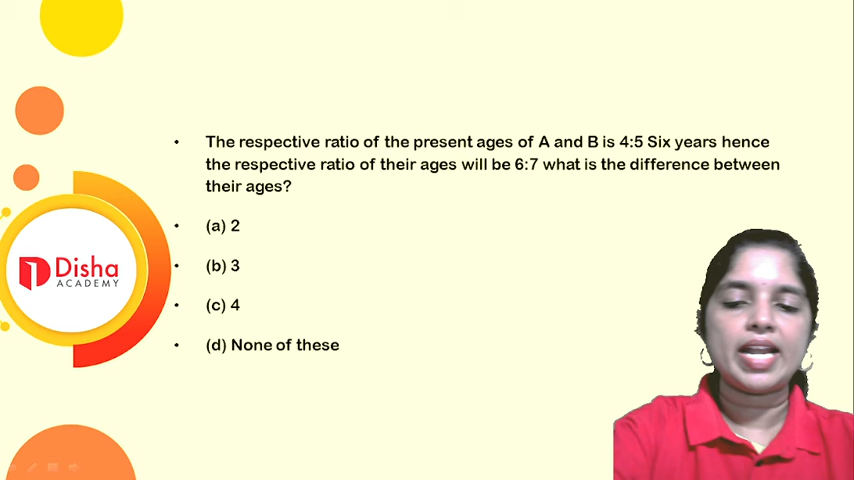 • The respective ratio of the present ages of A and B is 4:5 Six years hence
the respective ratio of their ages will be 6:7 what is the difference between
their ages?
• (a) 2
• (b) 3
• (c) 4
• (d) None of these
Disha
ACADEMY